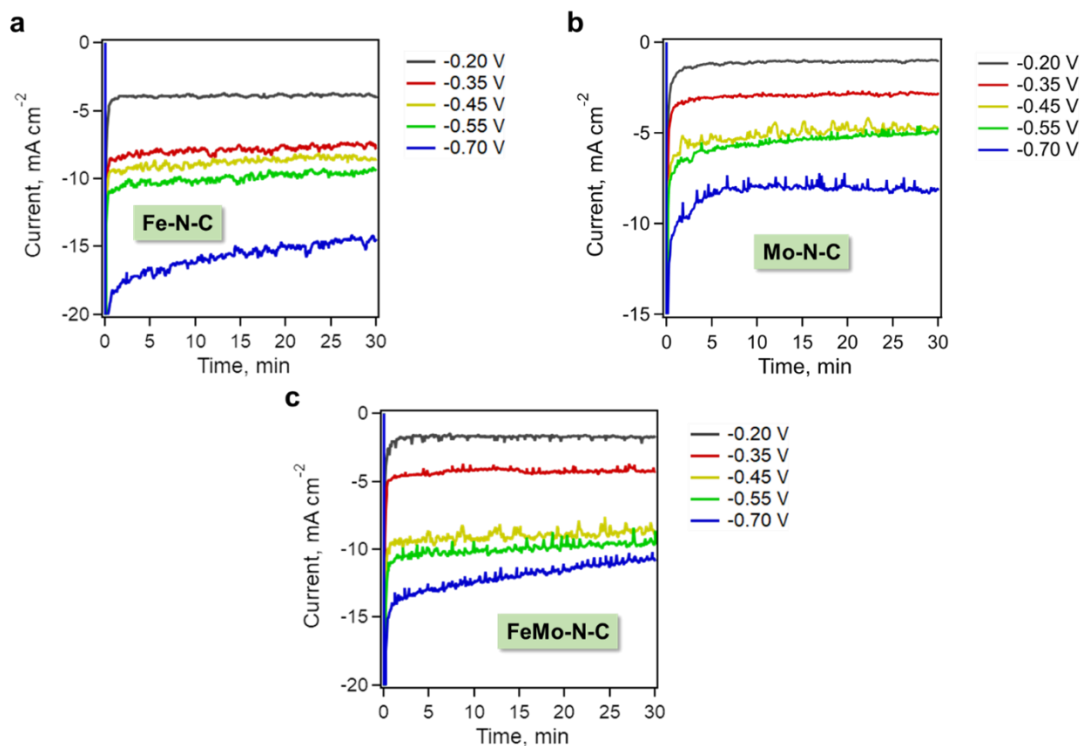 a
0
-5
-10
-15
-20
Current, mA cm⁻²
0 5 10 15 20 25 30
Time, min
Fe-N-C
-0.20 V
-0.35 V
-0.45 V
-0.55 V
-0.70 V
b
0
-5
-10
-15
Current, mA cm⁻²
0 5 10 15 20 25 30
Time, min
Mo-N-C
-0.20 V
-0.35 V
-0.45 V
-0.55 V
-0.70 V
c
0
-5
-10
-15
-20
Current, mA cm⁻²
0 5 10 15 20 25 30
Time, min
FeMo-N-C
-0.20 V
-0.35 V
-0.45 V
-0.55 V
-0.70 V